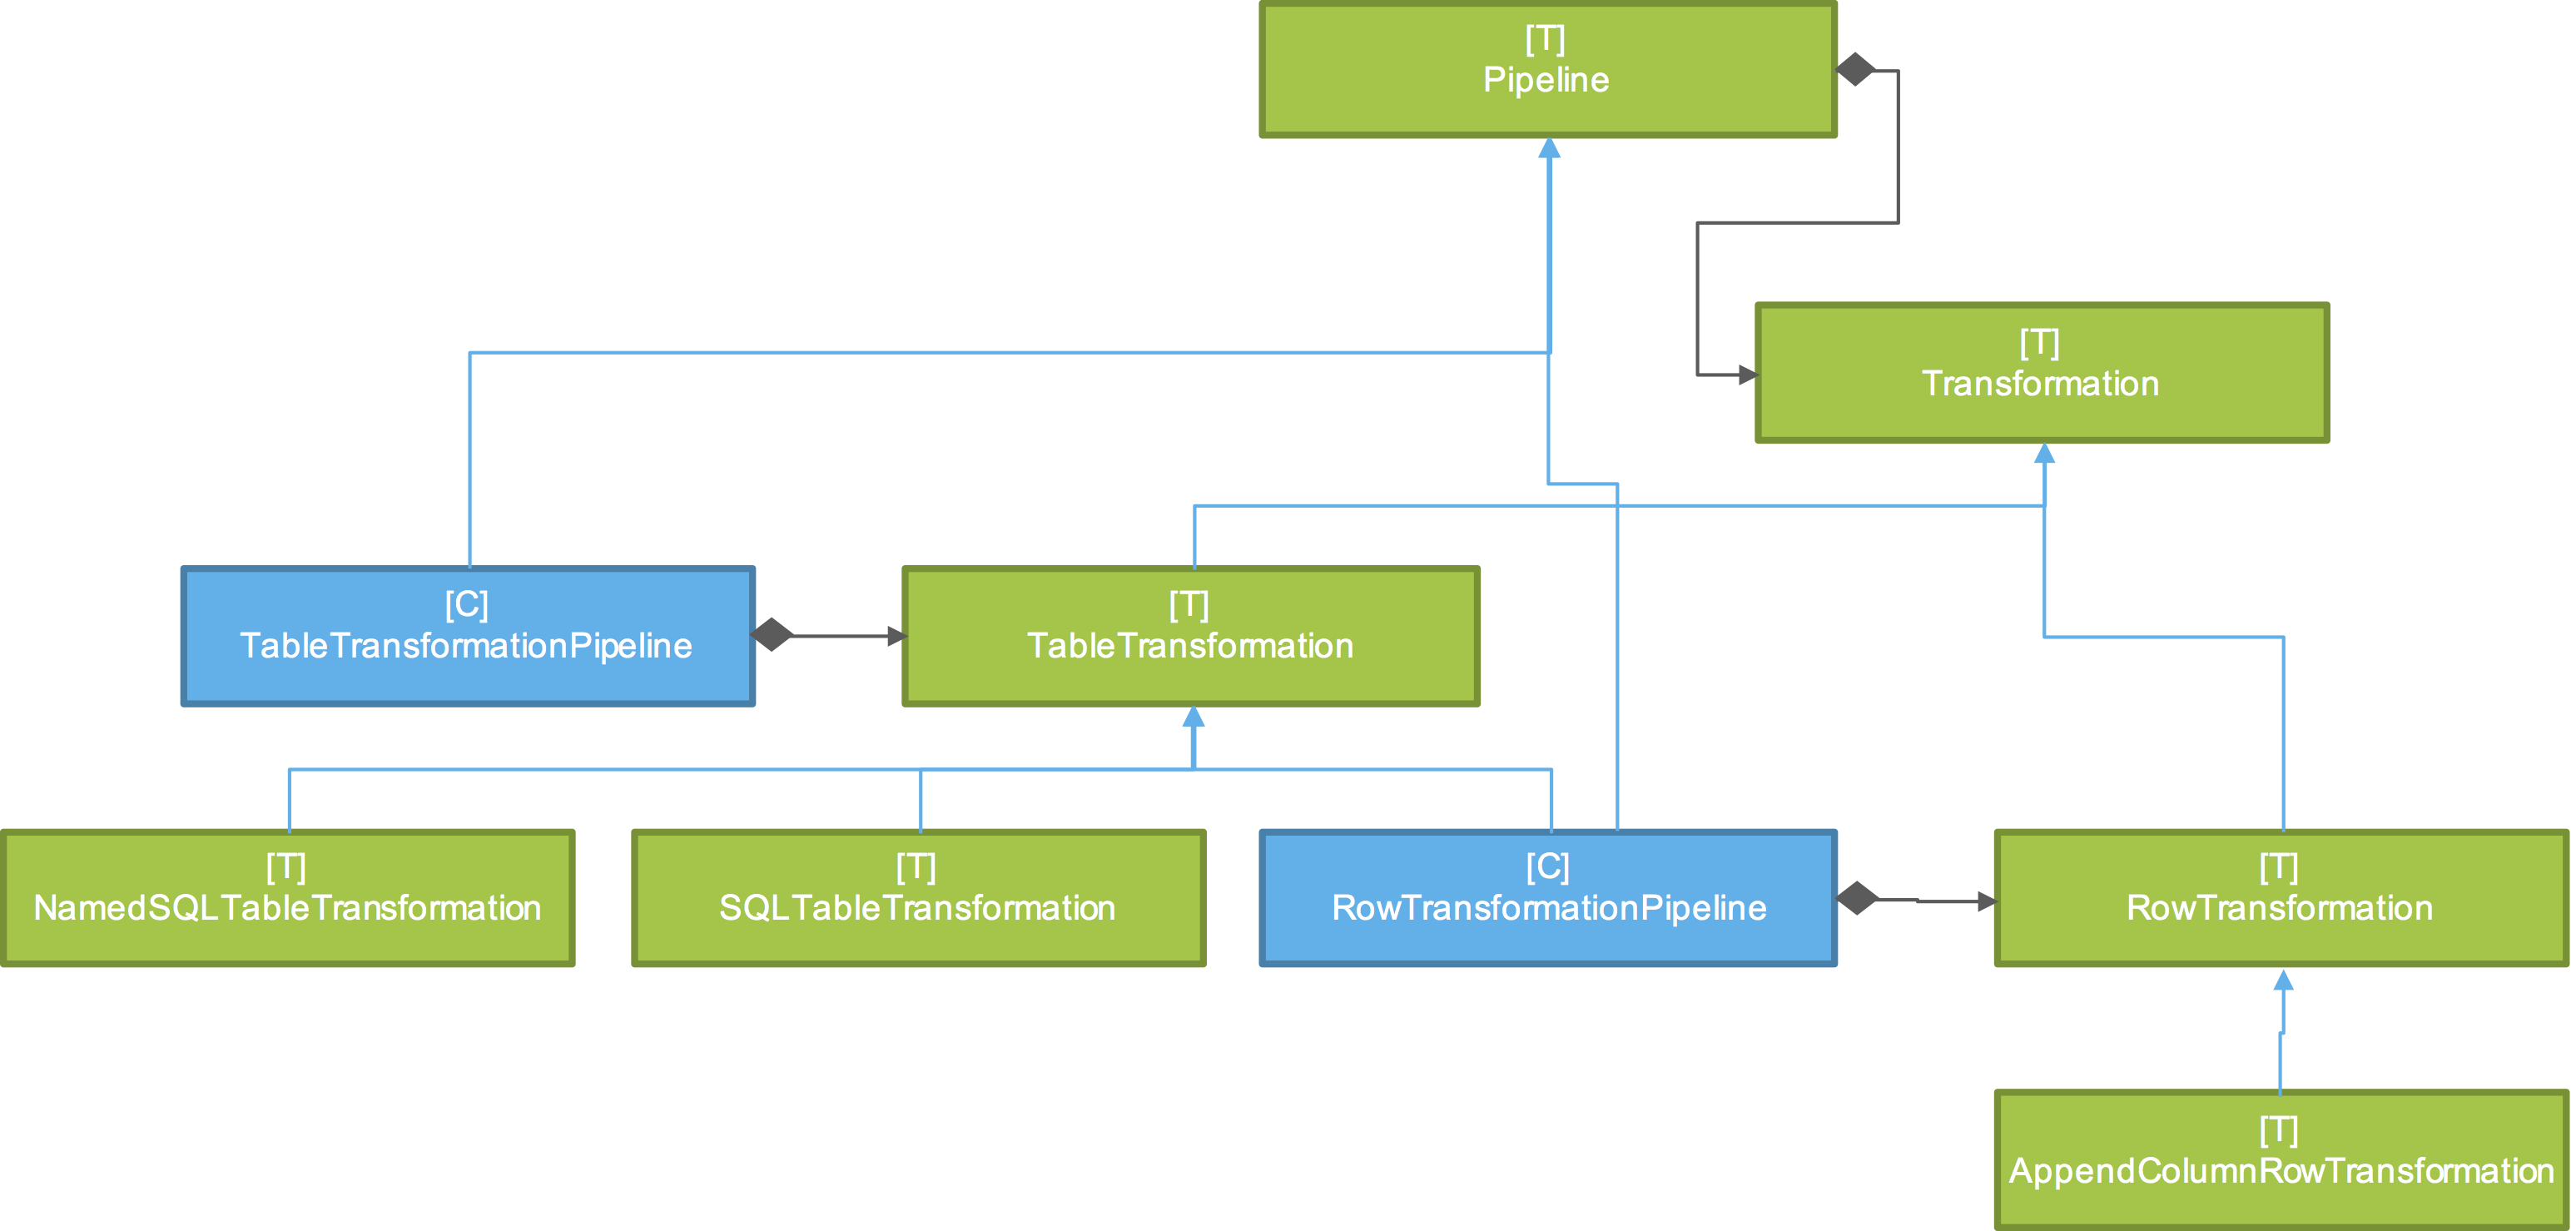 [T]
Pipeline
[T]
Transformation
[C]
TableTransformationPipeline
[T]
TableTransformation
[T]
NamedSQLTableTransformation
[T]
SQLTableTransformation
[C]
RowTransformationPipeline
[T]
RowTransformation
[T]
AppendColumnRowTransformation